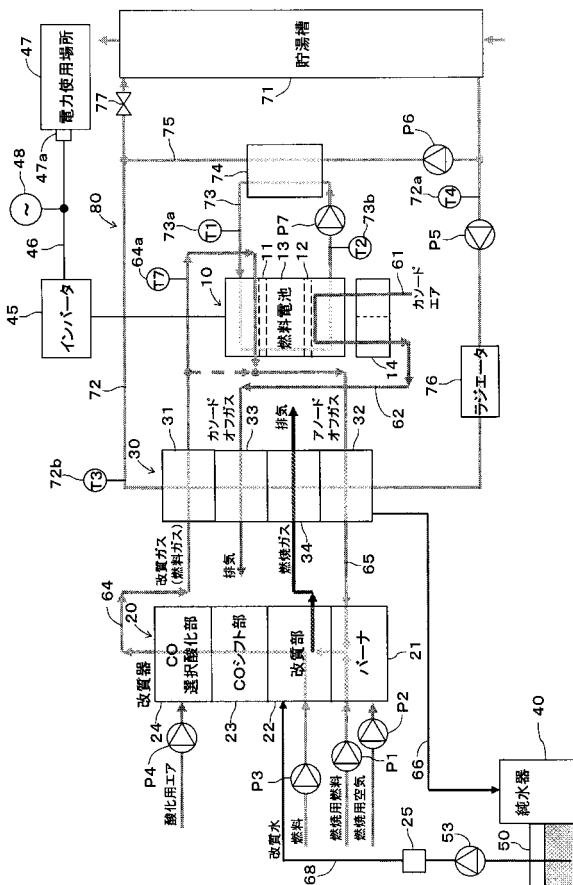 45
インバータ
46
48
～
47
47a
電力使用場所
80
77
71
貯湯槽
72
72b
T3
64a
T7
73a
T1
73
74
75
10
11
13
12
燃料電池
P7
T2
73b
P6
72a
T4
P5
61
カソード
エア
14
62
76
ラジエータ
30
31
33
34
32
改質ガス
(燃料ガス)
カソード
オフガス
排気
燃焼ガス
排気
アノード
オフガス
65
64
20
改質器
CO
選択酸化部
COシフト部
改質部
バーナ
24
23
22
21
P4
酸化用エア
P3
燃料
P1
燃焼用燃料
P2
燃焼用空気
改質水
68
25
53
66
40
純水器
50